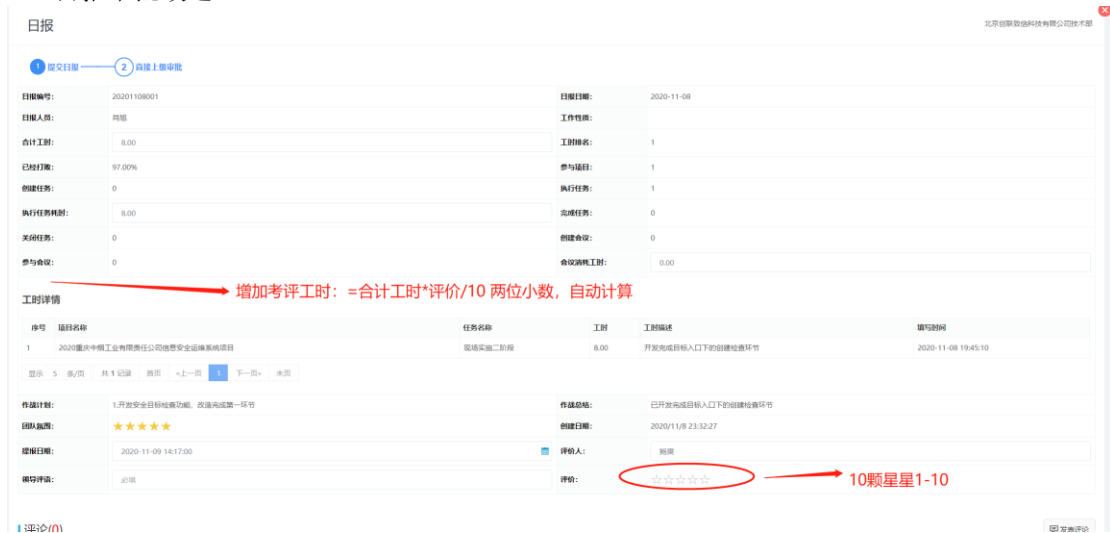 日报
北京创联致信科技有限公司技术部
1 提交日报 2 直接上级审批
日报编号: 20201108001 日报日期: 2020-11-08
日报人员: 工作性质:
合计工时: 8.00 工时排名: 1
已经打败: 97.00% 参与项目: 1
创建任务: 0 执行任务: 1
执行任务耗时: 8.00 完成任务: 0
关闭任务: 0 创建会议: 0
参与会议: 0 会议消耗工时: 0.00
增加考评工时:=合计工时*评价/10 两位小数,自动计算
工时详情
序号 项目名称 任务名称 工时 工时描述 填写时间
1 2020重庆中烟工业有限责任公司信息安全运维系统项目 现场实施二阶段 8.00 开发完成目标入口下的创建检查环节 2020-11-08 19:45:10
显示 5 条/页 共 1 记录 首页 «上一页 1 下一页» 末页
作战计划: 1.开发安全目标检查功能，改造完成第一环节 作战总结: 已开发完成目标入口下的创建检查环节
团队氛围: ★★★★★ 创建日期: 2020/11/8 23:32:27
提报日期: 2020-11-09 14:17:00 评价人:
领导评语: 必填 评价: ☆☆☆☆☆
10颗星星1-10
评论(0) 发表评论